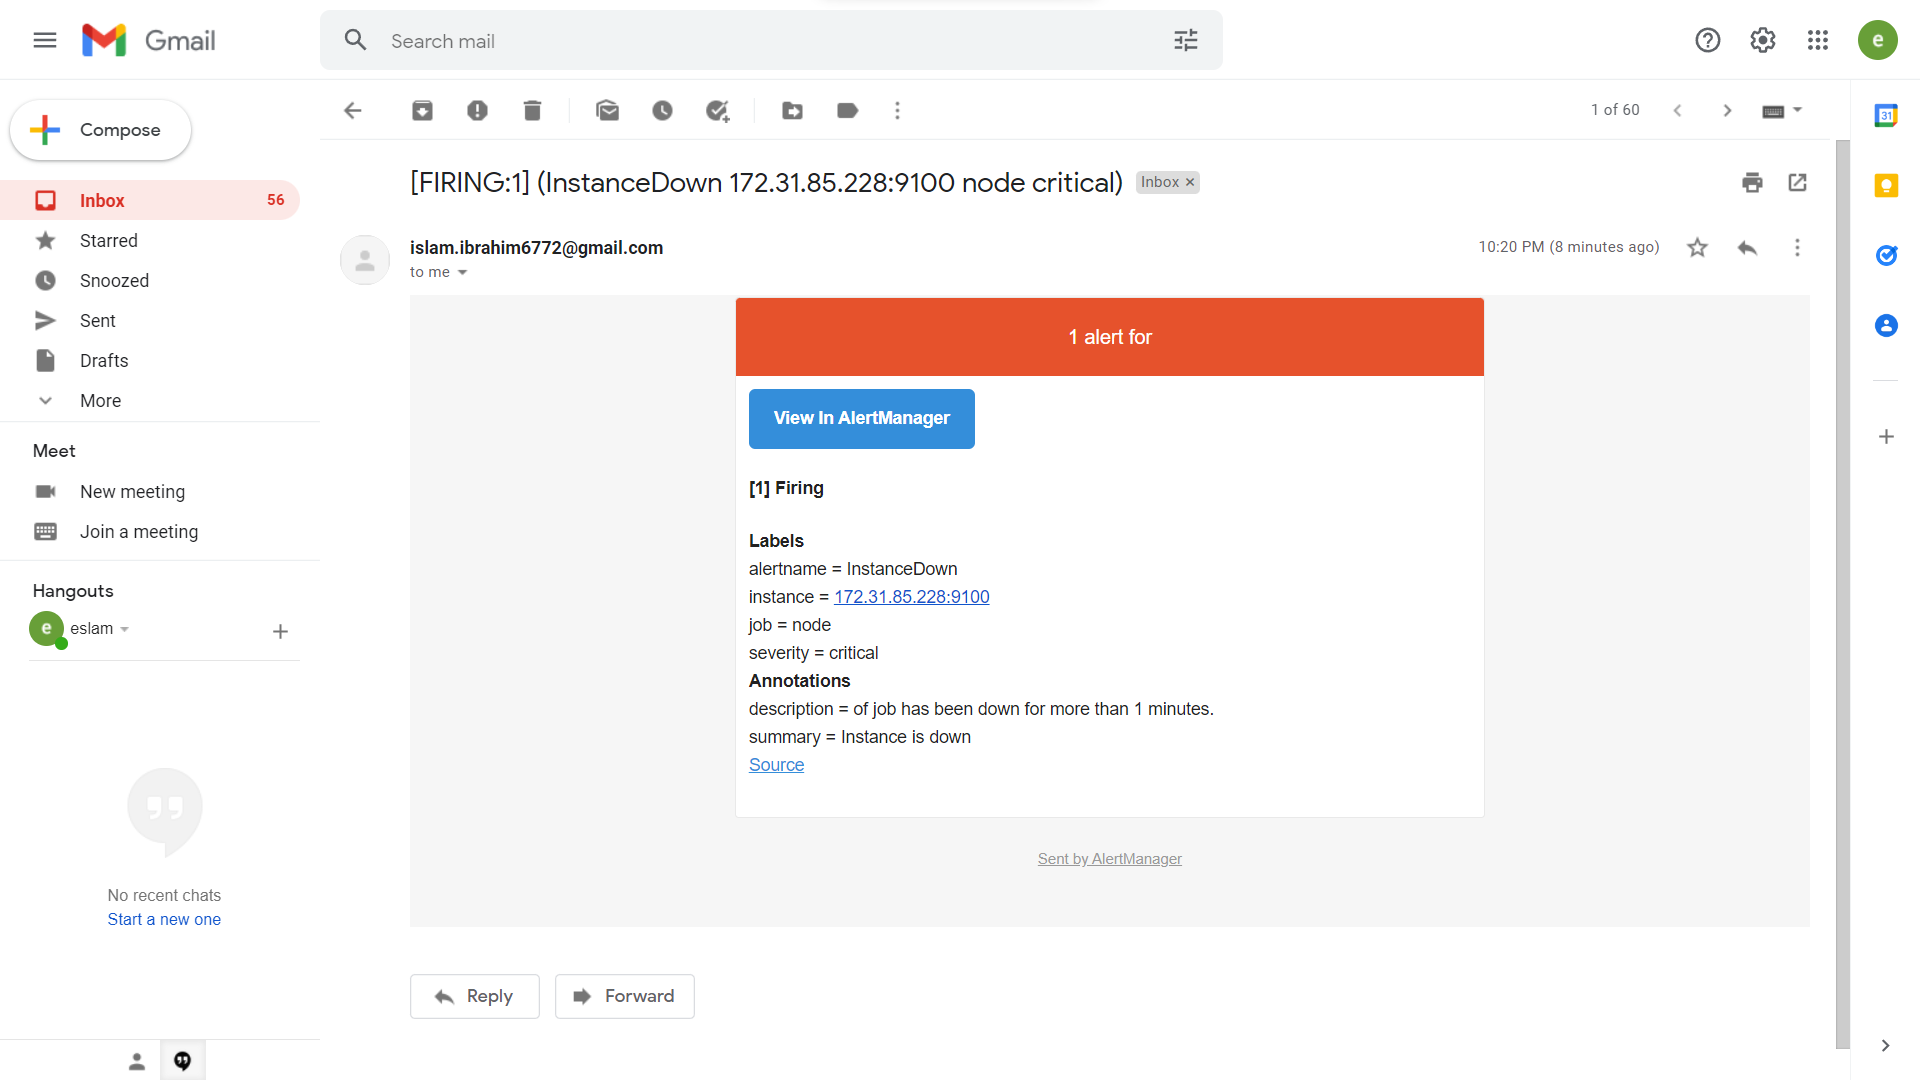 Gmail
Search mail
e
Compose
1 of 60
31
Inbox 56
Starred
Snoozed
Sent
Drafts
More
Meet
New meeting
Join a meeting
Hangouts
e eslam
No recent chats
Start a new one
[FIRING:1] (InstanceDown 172.31.85.228:9100 node critical) Inbox ×
islam.ibrahim6772@gmail.com 10:20 PM (8 minutes ago)
to me
1 alert for
View In AlertManager
[1] Firing
Labels
alertname = InstanceDown
instance = 172.31.85.228:9100
job = node
severity = critical
Annotations
description = of job has been down for more than 1 minutes.
summary = Instance is down
Source
Sent by AlertManager
Reply Forward